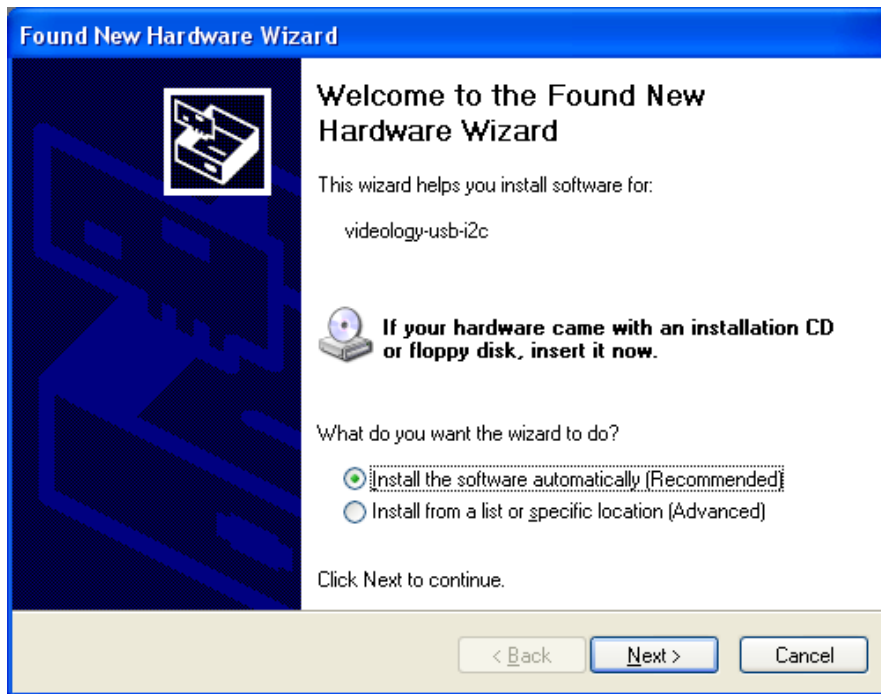 Found New Hardware Wizard
Welcome to the Found New
Hardware Wizard
This wizard helps you install software for:
videology-usb-i2c
If your hardware came with an installation CD
or floppy disk, insert it now.
What do you want the wizard to do?
Install the software automatically (Recommended)
Install from a list or specific location (Advanced)
Click Next to continue.
< Back Next > Cancel